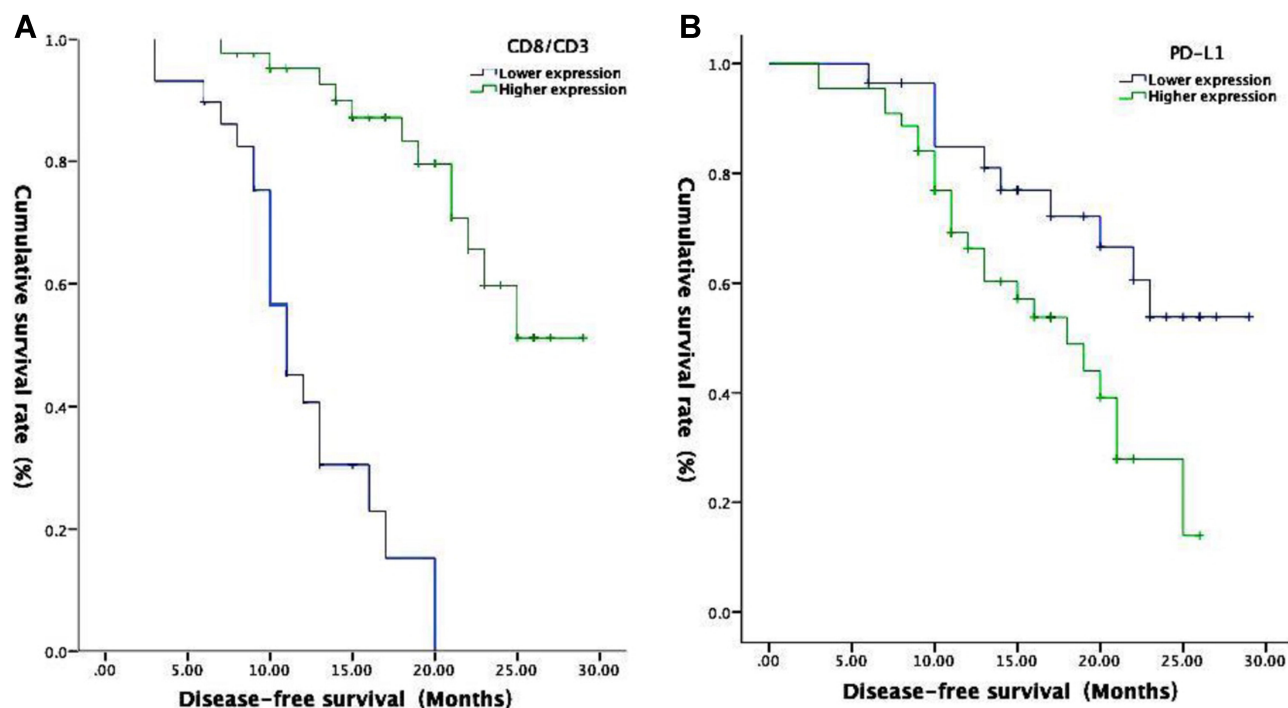 A
CD8/CD3
Lower expression
Higher expression
1.0
0.8
0.6
0.4
0.2
0.0
Cumulative survival rate (%)
.00 5.00 10.00 15.00 20.00 25.00 30.00
Disease-free survival (Months)
B
PD-L1
Lower expression
Higher expression
1.0
0.8
0.6
0.4
0.2
0.0
Cumulative survival rate (%)
.00 5.00 10.00 15.00 20.00 25.00 30.00
Disease-free survival (Months)